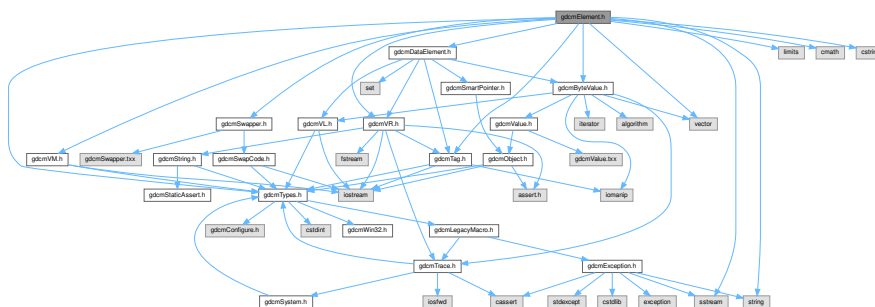 gdcmElement.h
gdcmDataElement.h
limits
cmath
cstring
set
gdcmSmartPointer.h
gdcmByteValue.h
gdcmSwapper.h
gdcmVL.h
gdcmVR.h
gdcmValue.h
iterator
algorithm
vector
gdcmVM.h
gdcmSwapper.txx
gdcmString.h
gdcmSwapCode.h
fstream
gdcmTag.h
gdcmObject.h
gdcmValue.txx
gdcmStaticAssert.h
gdcmTypes.h
iostream
assert.h
iomanip
gdcmConfigure.h
cstdint
gdcmWin32.h
gdcmLegacyMacro.h
gdcmTrace.h
gdcmException.h
gdcmSystem.h
iosfwd
cassert
stdexcept
cstdlib
exception
sstream
string